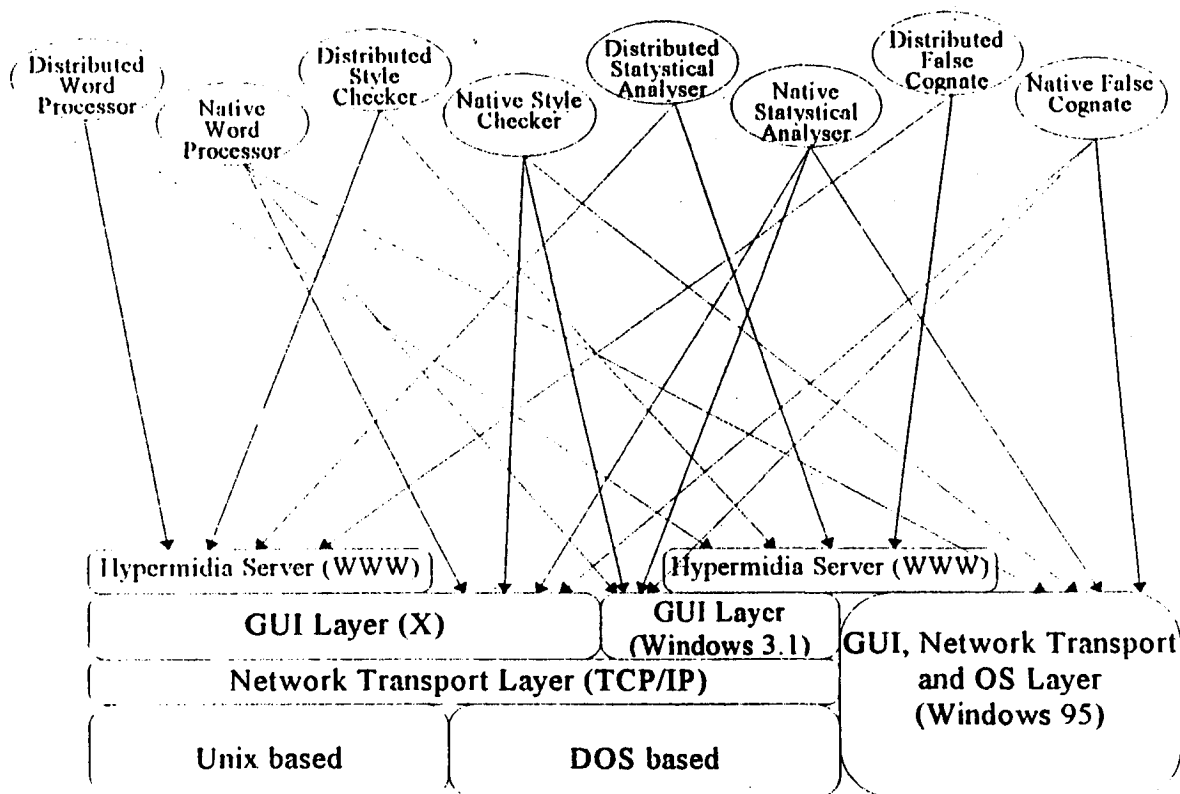 Distributed
Word
Processor
Native
Word
Processor
Distributed
Style
Checker
Native Style
Checker
Distributed
Statystical
Analyser
Native
Statystical
Analyser
Distributed
False
Cognate
Native False
Cognate
Hypermidia Server (WWW)
Hypermidia Server (WWW)
GUI Layer (X)
GUI Layer
(Windows 3.1)
GUI, Network Transport
and OS Layer
(Windows 95)
Network Transport Layer (TCP/IP)
Unix based
DOS based